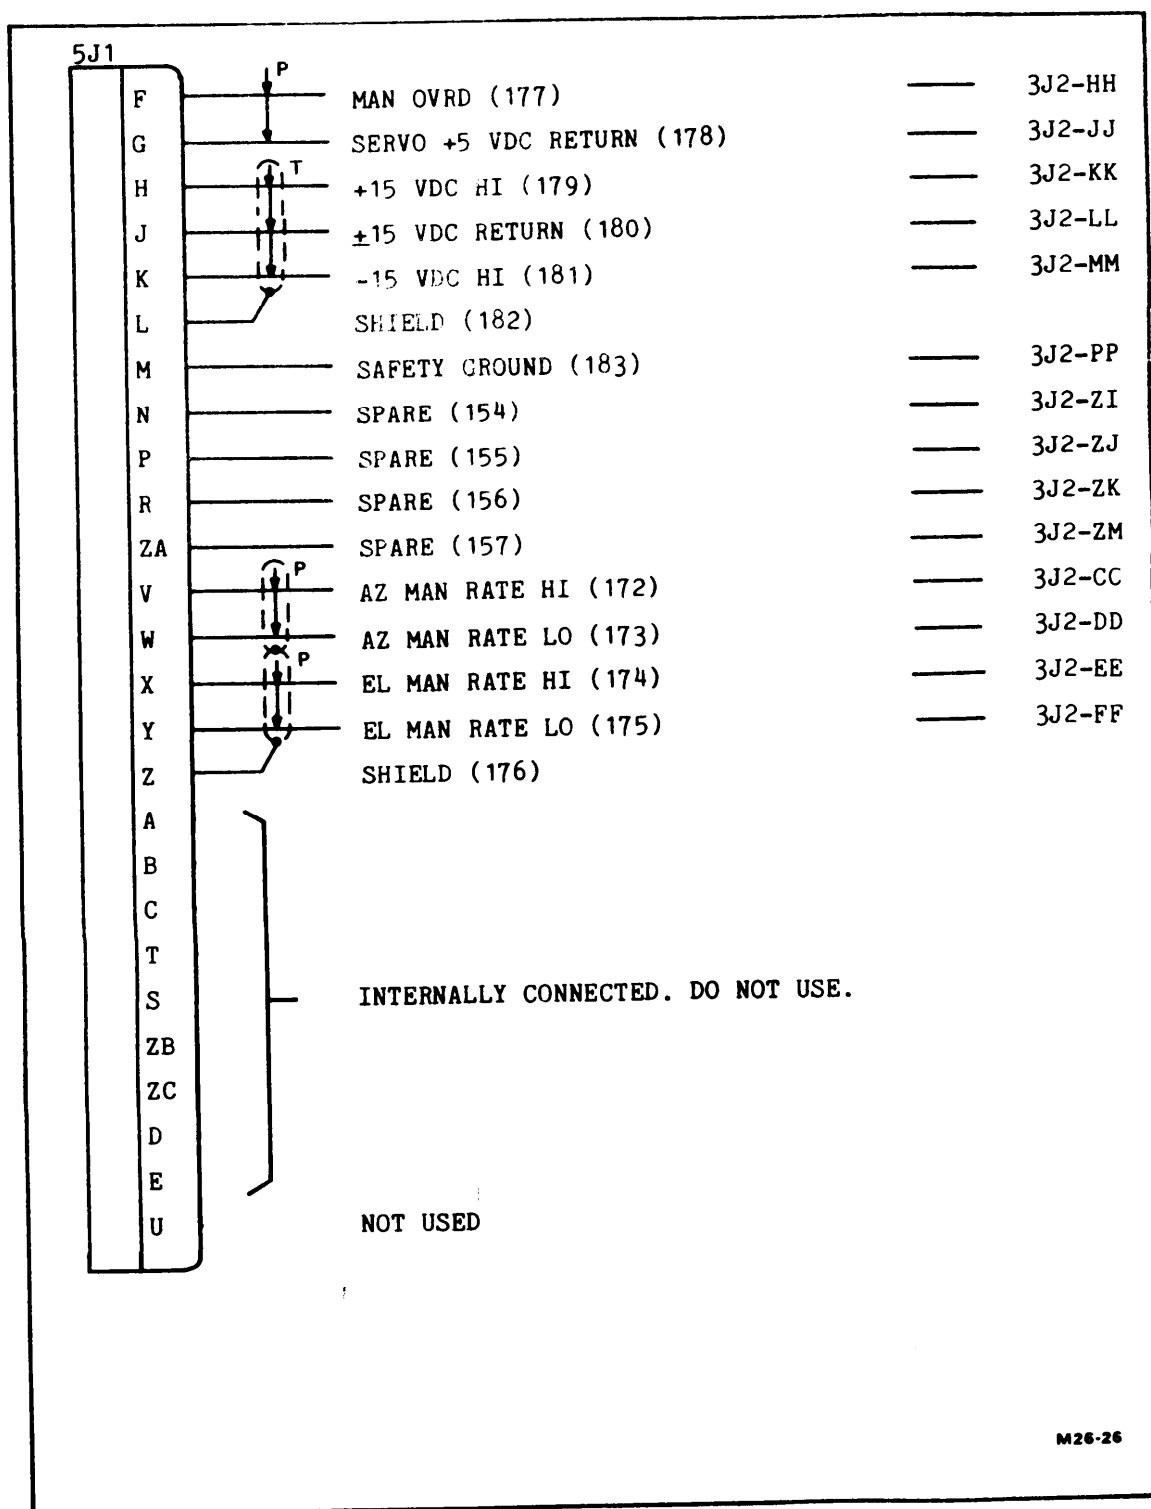 5J1
P
F MAN OVRD (177) 3J2-HH
G SERVO +5 VDC RETURN (178) 3J2-JJ
T
H +15 VDC HI (179) 3J2-KK
J ±15 VDC RETURN (180) 3J2-LL
K -15 VDC HI (181) 3J2-MM
L SHIELD (182)
M SAFETY GROUND (183) 3J2-PP
N SPARE (154) 3J2-ZI
P SPARE (155) 3J2-ZJ
R SPARE (156) 3J2-ZK
ZA SPARE (157) 3J2-ZM
P
V AZ MAN RATE HI (172) 3J2-CC
W AZ MAN RATE LO (173) 3J2-DD
P
X EL MAN RATE HI (174) 3J2-EE
Y EL MAN RATE LO (175) 3J2-FF
Z SHIELD (176)
A
B
C
T
S INTERNALLY CONNECTED. DO NOT USE.
ZB
ZC
D
E
U NOT USED
M26-26